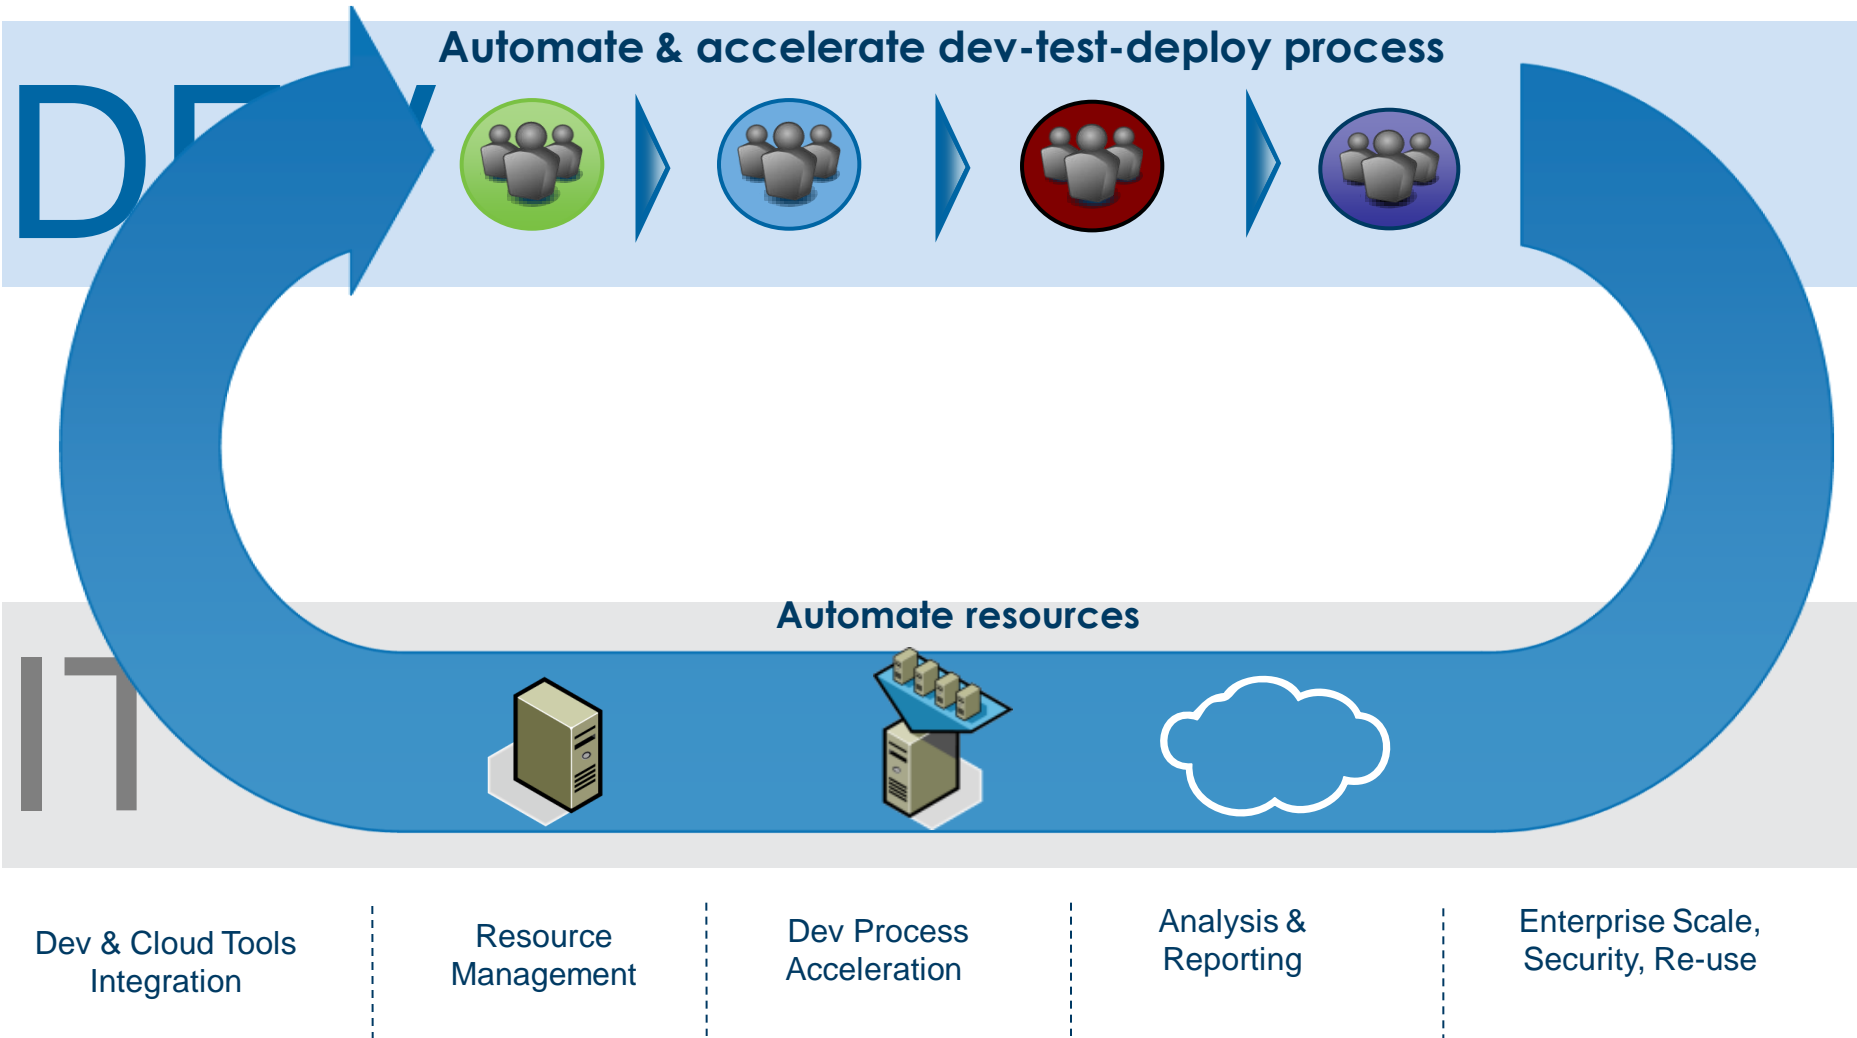 Automate & accelerate dev-test-deploy process
DEV
Automate resources
IT
Dev & Cloud Tools
Integration
Resource
Management
Dev Process
Acceleration
Analysis &
Reporting
Enterprise Scale,
Security, Re-use